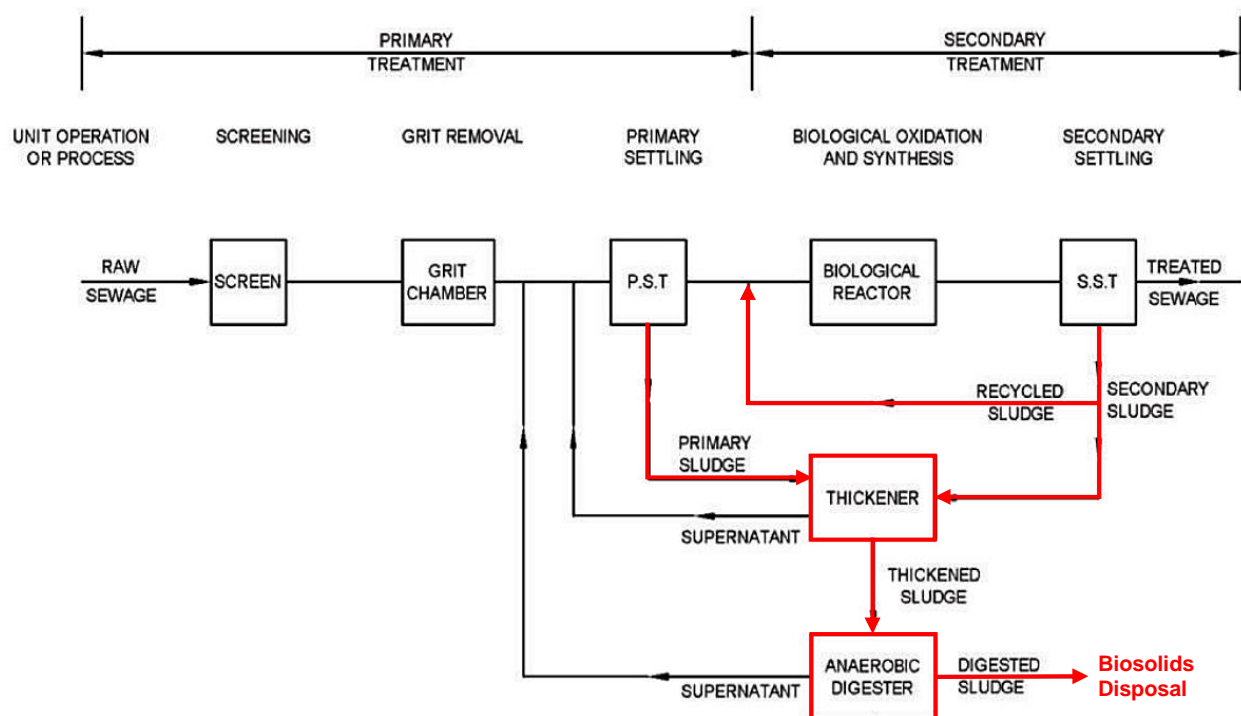 PRIMARY
TREATMENT
SECONDARY
TREATMENT
UNIT OPERATION
OR PROCESS
SCREENING
GRIT REMOVAL
PRIMARY
SETTLING
BIOLOGICAL OXIDATION
AND SYNTHESIS
SECONDARY
SETTLING
RAW
SEWAGE
SCREEN
GRIT
CHAMBER
P.S.T
BIOLOGICAL
REACTOR
S.S.T
TREATED
SEWAGE
RECYCLED
SLUDGE
SECONDARY
SLUDGE
PRIMARY
SLUDGE
THICKENER
SUPERNATANT
THICKENED
SLUDGE
ANAEROBIC
DIGESTER
SUPERNATANT
DIGESTED
SLUDGE
Biosolids
Disposal